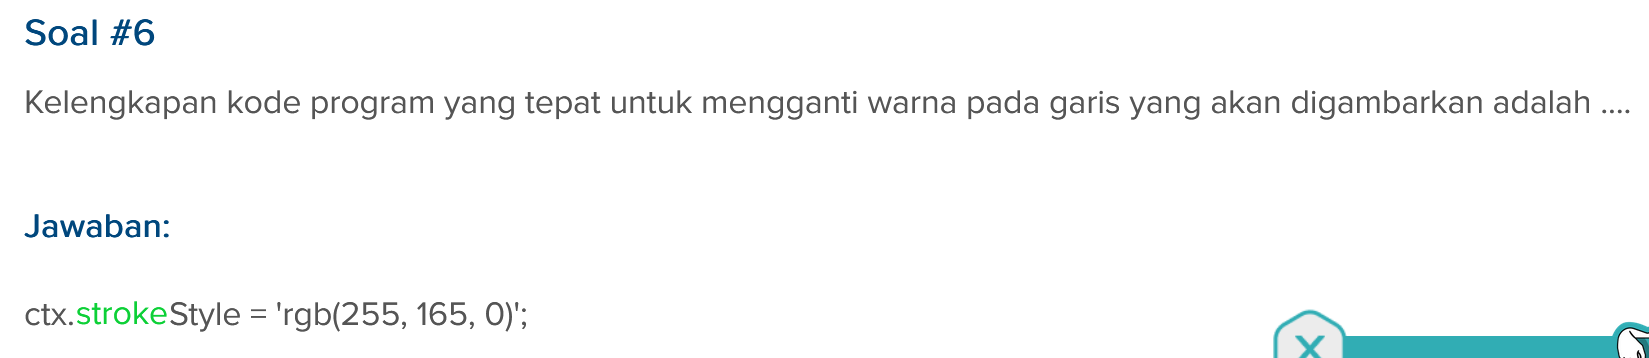 Soal #6
Kelengkapan kode program yang tepat untuk mengganti warna pada garis yang akan digambarkan adalah ....
Jawaban:
ctx.strokeStyle = 'rgb(255, 165, 0)';
X